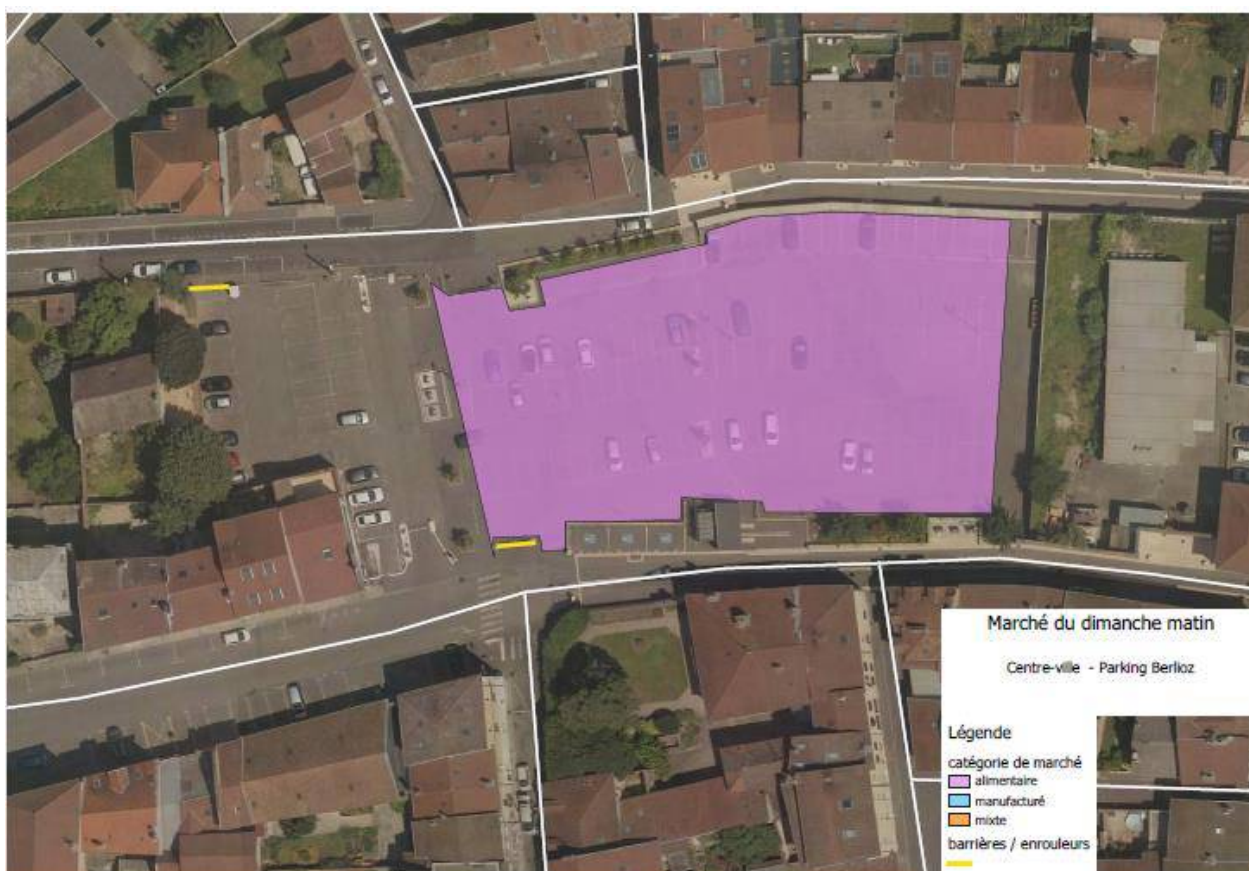 Marché du dimanche matin
Centre-ville - Parking Berlioz
Légende
catégorie de marché
alimentaire
manufacturé
mixte
barrières / enrouleurs